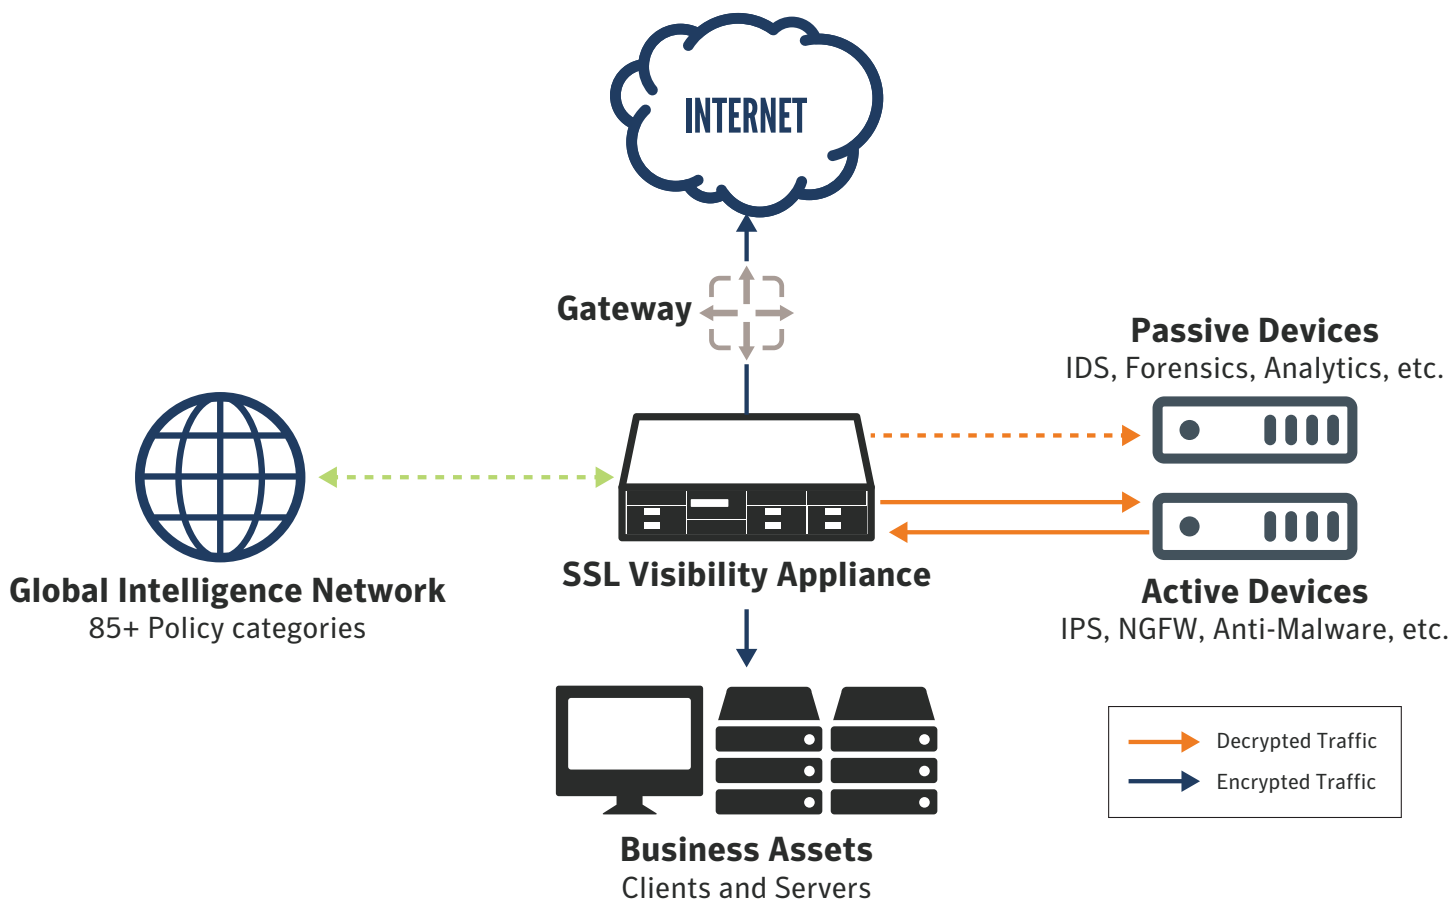 INTERNET
Gateway
Passive Devices
IDS, Forensics, Analytics, etc.
Global Intelligence Network
85+ Policy categories
SSL Visibility Appliance
Active Devices
IPS, NGFW, Anti-Malware, etc.
Decrypted Traffic
Encrypted Traffic
Business Assets
Clients and Servers